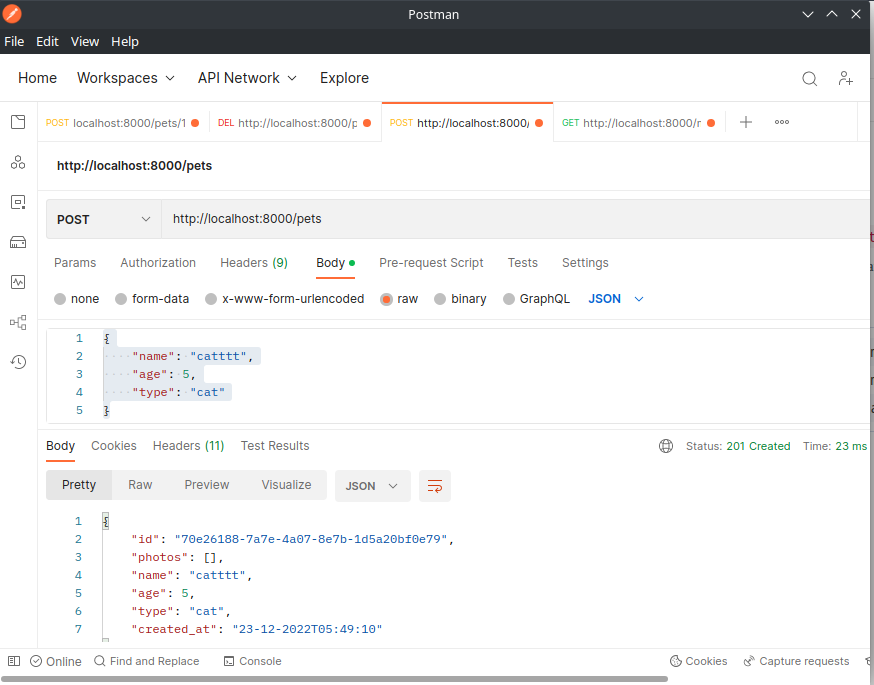 Postman
File Edit View Help
Home Workspaces API Network Explore
POST localhost:8000/pets/1 DEL http://localhost:8000/p POST http://localhost:8000/ GET http://localhost:8000/r
http://localhost:8000/pets
POST http://localhost:8000/pets
Params Authorization Headers (9) Body Pre-request Script Tests Settings
none form-data x-www-form-urlencoded raw binary GraphQL JSON
1 {
2 "name": "catttt",
3 "age": 5,
4 "type": "cat"
5 }
Body Cookies Headers (11) Test Results Status: 201 Created Time: 23 ms
Pretty Raw Preview Visualize JSON
1 {
2 "id": "70e26188-7a7e-4a07-8e7b-1d5a20bf0e79",
3 "photos": [],
4 "name": "catttt",
5 "age": 5,
6 "type": "cat",
7 "created_at": "23-12-2022T05:49:10"
Online Find and Replace Console Cookies Capture requests